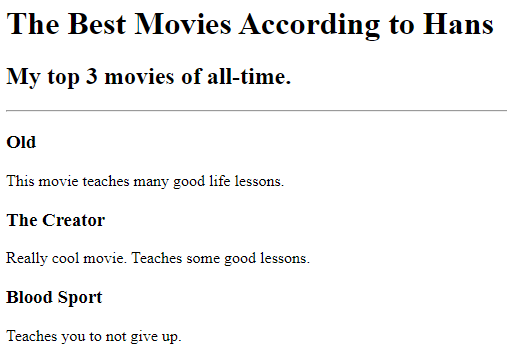 The Best Movies According to Hans
My top 3 movies of all-time.
Old
This movie teaches many good life lessons.
The Creator
Really cool movie. Teaches some good lessons.
Blood Sport
Teaches you to not give up.